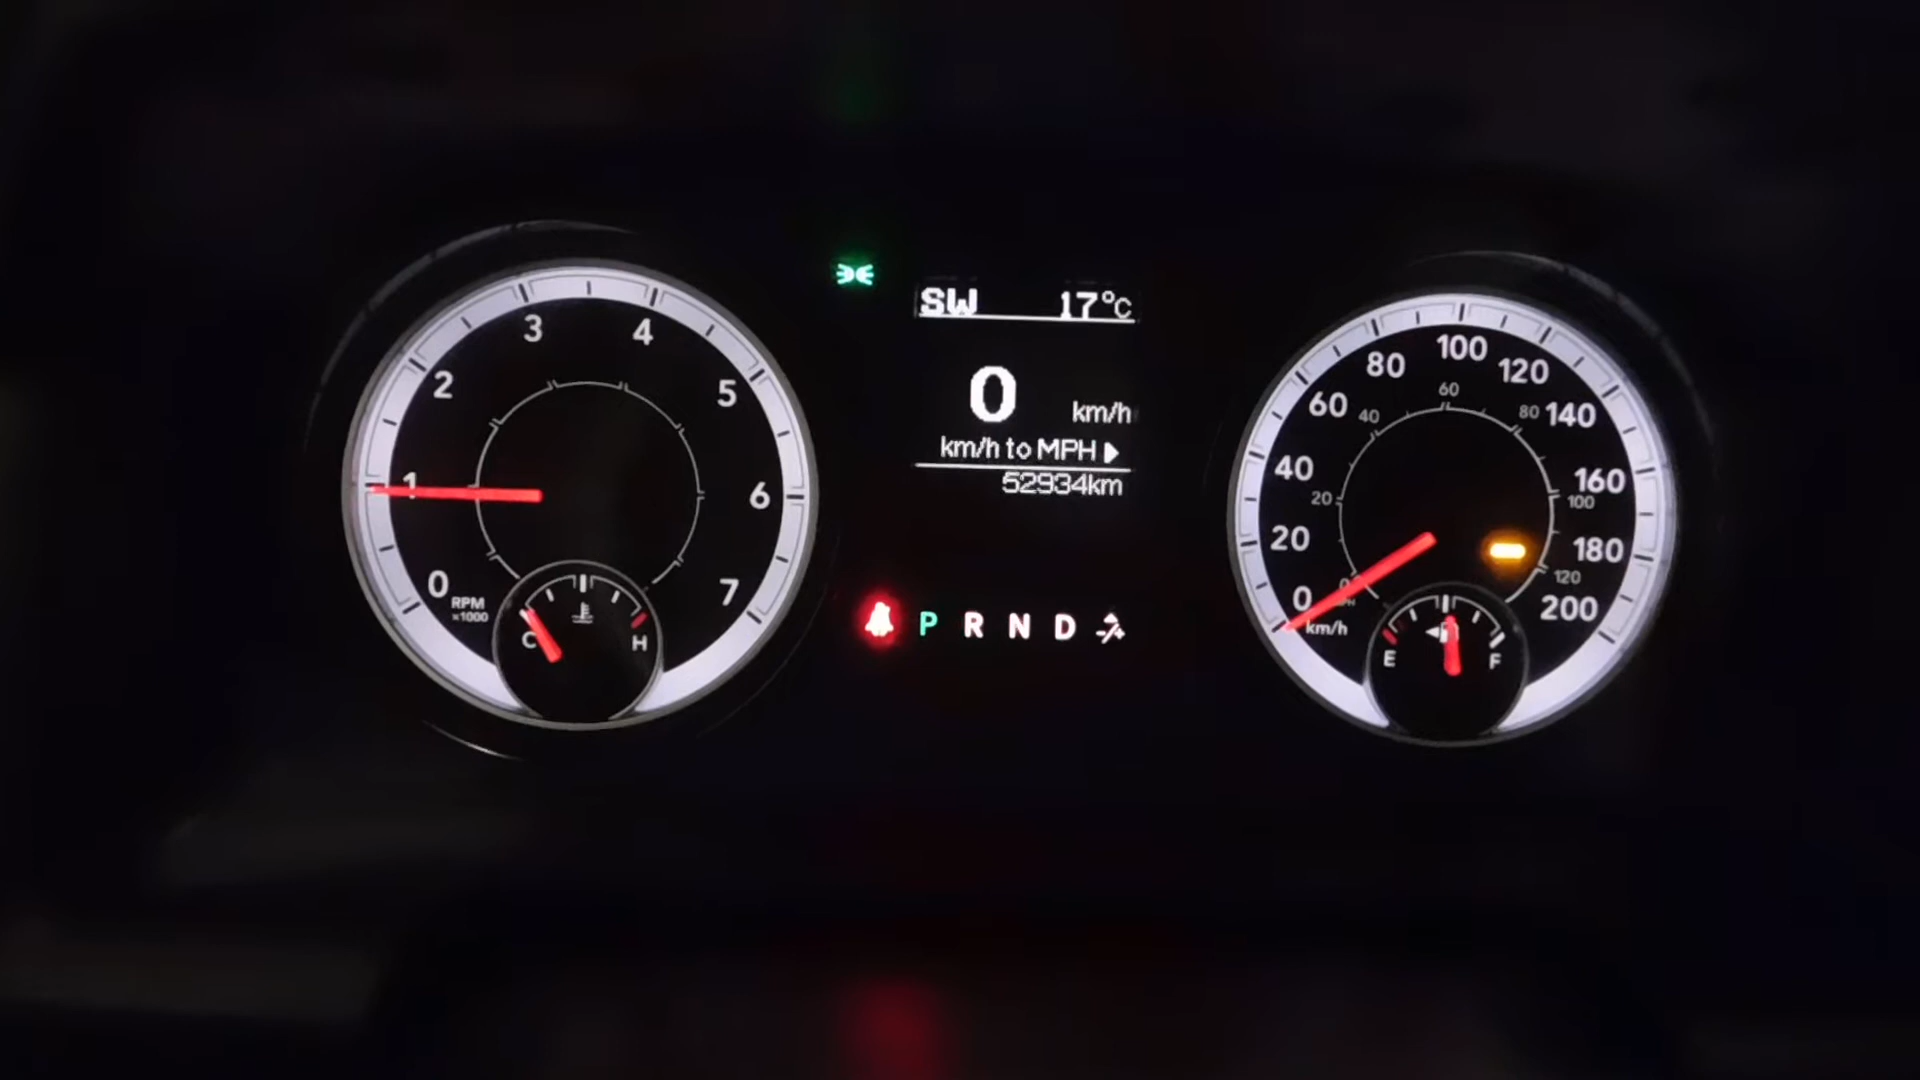 SW 17°C
0 km/h
km/h to MPH
52934km
P R N D
0 1 2 3 4 5 6 7
RPM
x1000
C H
0 20 40 60 80 100 120 140 160 180 200
km/h
20 40 60 80 100 120
E F